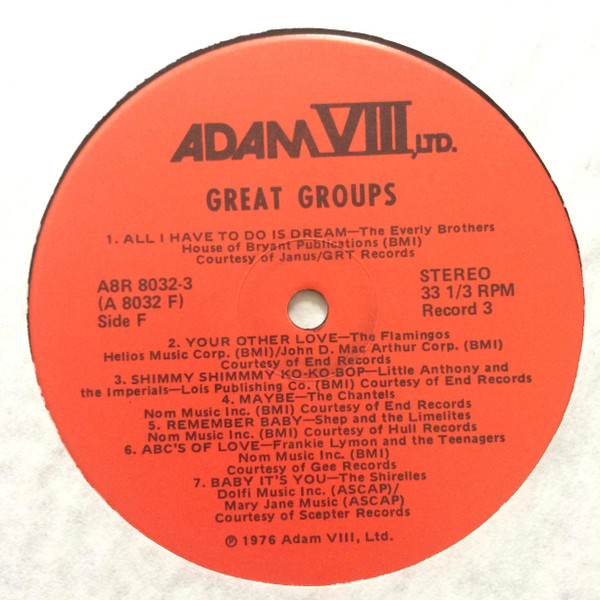 ADAM VIII, LTD.
GREAT GROUPS
1. ALL I HAVE TO DO IS DREAM—The Everly Brothers
House of Bryant Publications (BMI)
Courtesy of Janus/GRT Records
A8R 8032-3
(A 8032 F)
Side F
STEREO
33 1/3 RPM
Record 3
2. YOUR OTHER LOVE—The Flamingos
Helios Music Corp. (BMI)/John D. Mac Arthur Corp. (BMI)
Courtesy of End Records
3. SHIMMY SHIMMMY KO-KO-BOP—Little Anthony and
the Imperials—Lois Publishing Co. (BMI) Courtesy of End Records
4. MAYBE—The Chantels
Nom Music Inc. (BMI) Courtesy of End Records
5. REMEMBER BABY—Shep and the Limelites
Nom Music Inc. (BMI) Courtesy of Hull Records
6. ABC'S OF LOVE—Frankie Lymon and the Teenagers
Nom Music Inc. (BMI)
Courtesy of Gee Records
7. BABY IT'S YOU—The Shirelles
Dolfi Music Inc. (ASCAP)/
Mary Jane Music (ASCAP)
Courtesy of Scepter Records
℗ 1976 Adam VIII, Ltd.